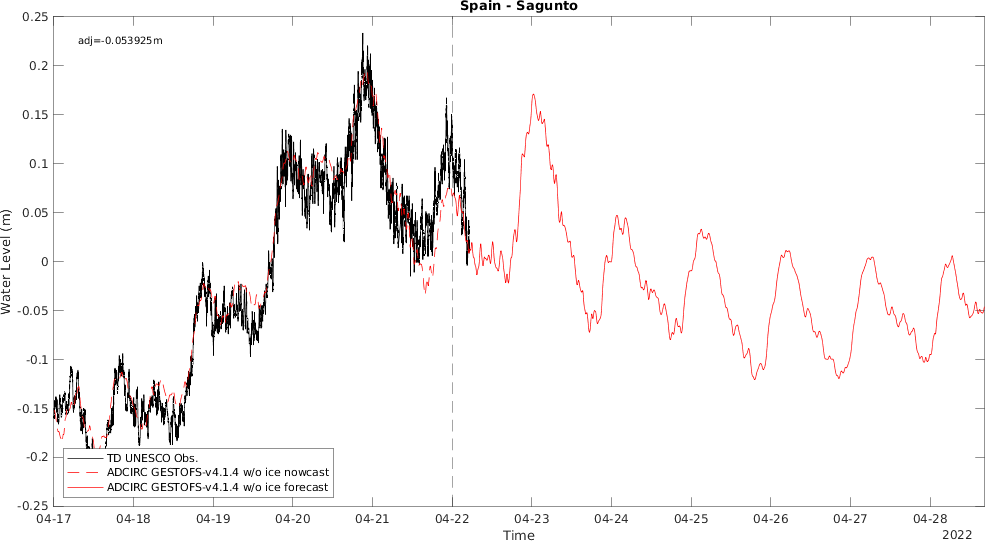 Spain - Sagunto
adj=-0.053925m
0.25
0.2
0.15
0.1
0.05
0
-0.05
-0.1
-0.15
-0.2
-0.25
Water Level (m)
TD UNESCO Obs.
ADCIRC GESTOFS-v4.1.4 w/o ice nowcast
ADCIRC GESTOFS-v4.1.4 w/o ice forecast
04-17 04-18 04-19 04-20 04-21 04-22 04-23 04-24 04-25 04-26 04-27 04-28
Time
2022